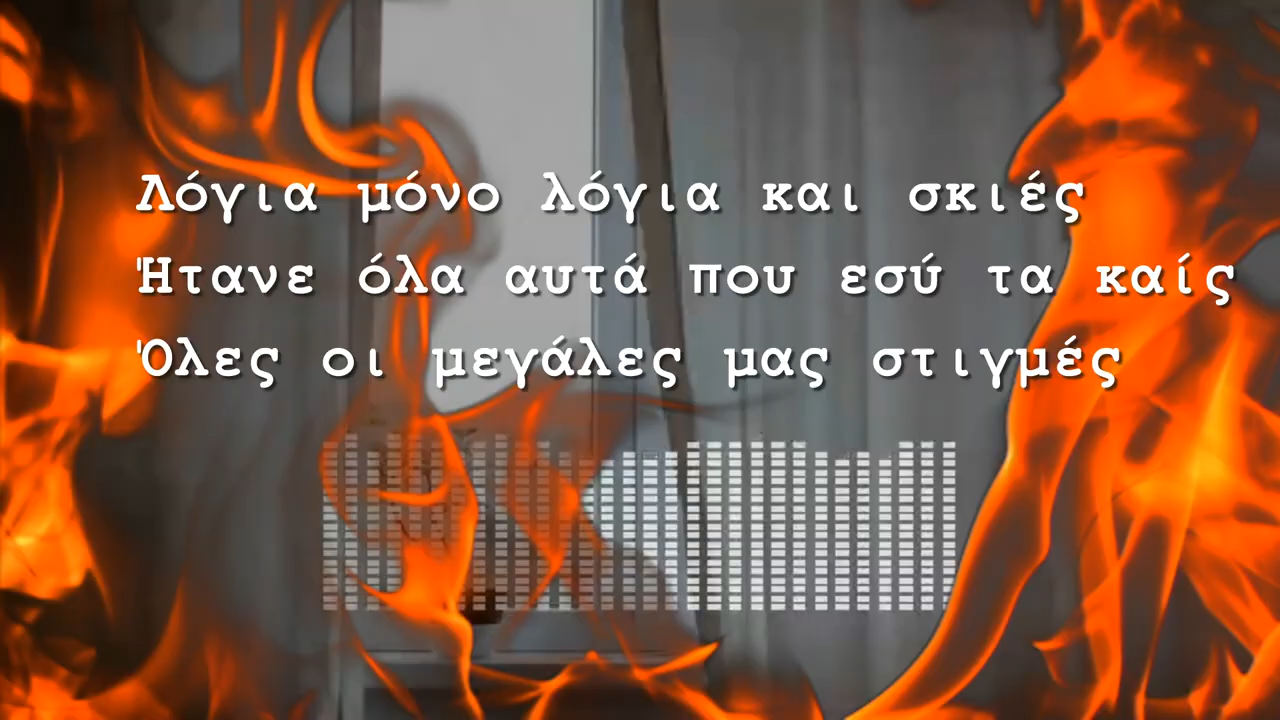 Λόγια μόνο λόγια και σκιές
Ήτανε όλα αυτά που εσύ τα καίς
Όλες οι μεγάλες μας στιγμές